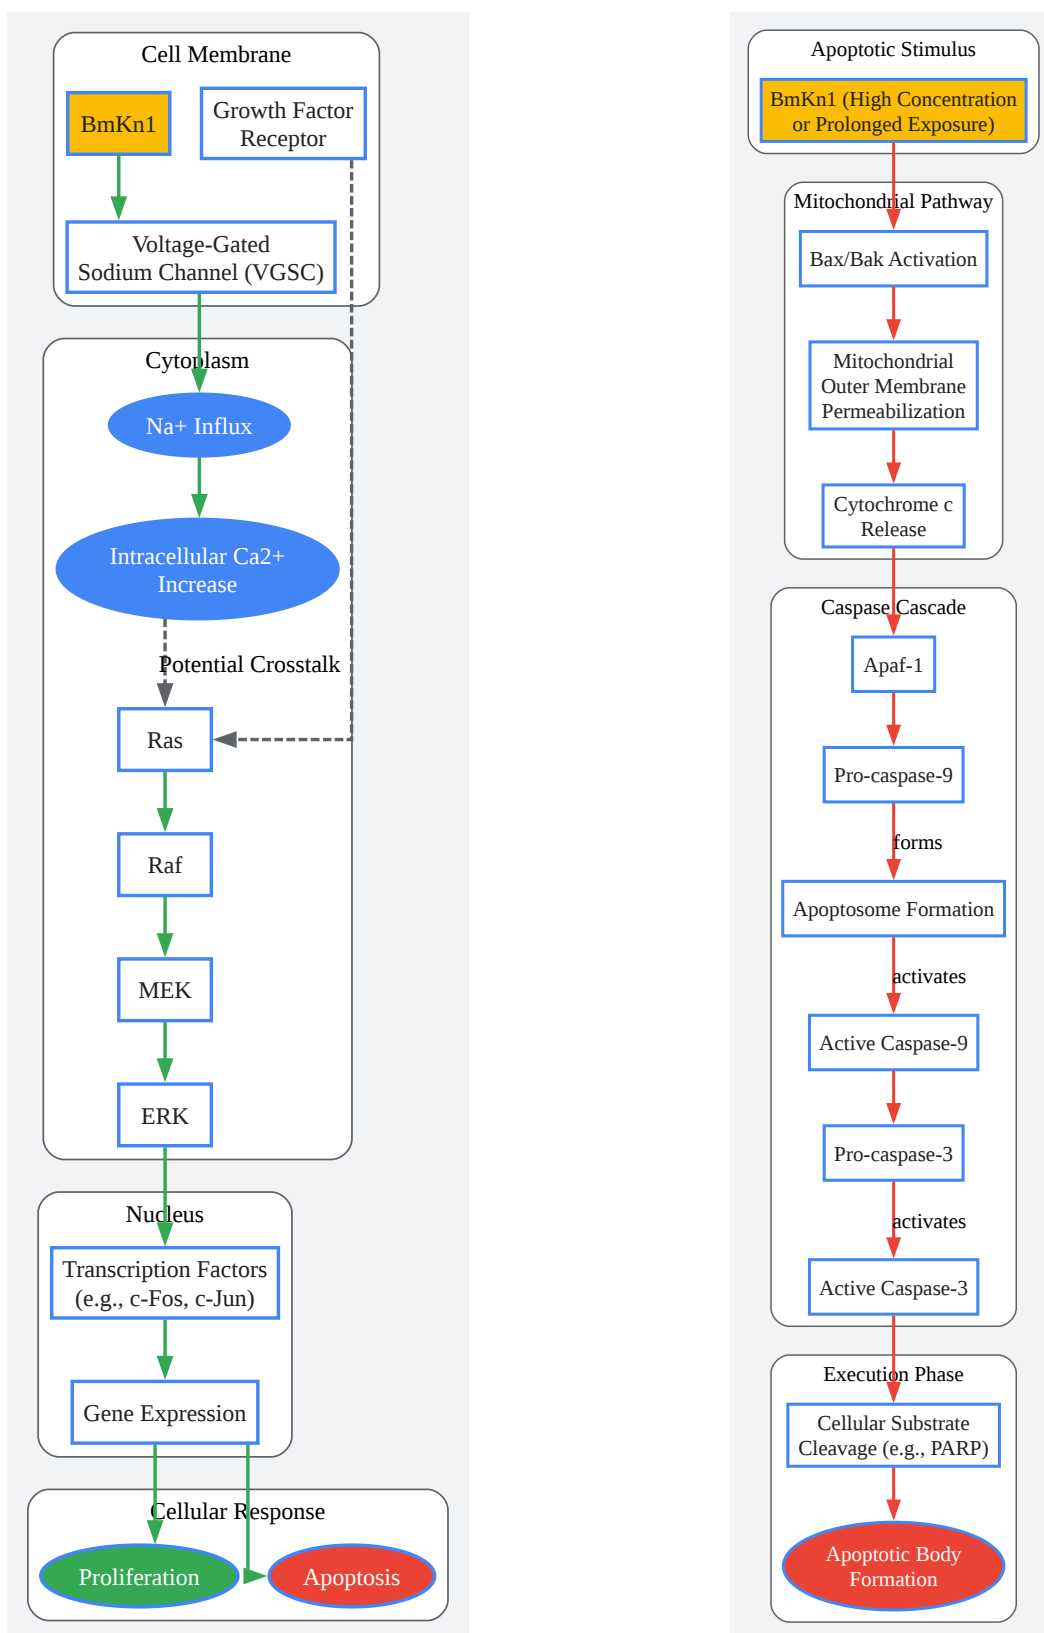 Cell Membrane
BmKn1
Growth Factor
Receptor
Voltage-Gated
Sodium Channel (VGSC)
Cytoplasm
Na+ Influx
Intracellular Ca2+
Increase
Potential Crosstalk
Ras
Raf
MEK
ERK
Nucleus
Transcription Factors
(e.g., c-Fos, c-Jun)
Gene Expression
Cellular Response
Proliferation
Apoptosis
Apoptotic Stimulus
BmKn1 (High Concentration
or Prolonged Exposure)
Mitochondrial Pathway
Bax/Bak Activation
Mitochondrial
Outer Membrane
Permeabilization
Cytochrome c
Release
Caspase Cascade
Apaf-1
Pro-caspase-9
forms
Apoptosome Formation
activates
Active Caspase-9
Pro-caspase-3
activates
Active Caspase-3
Execution Phase
Cellular Substrate
Cleavage (e.g., PARP)
Apoptotic Body
Formation